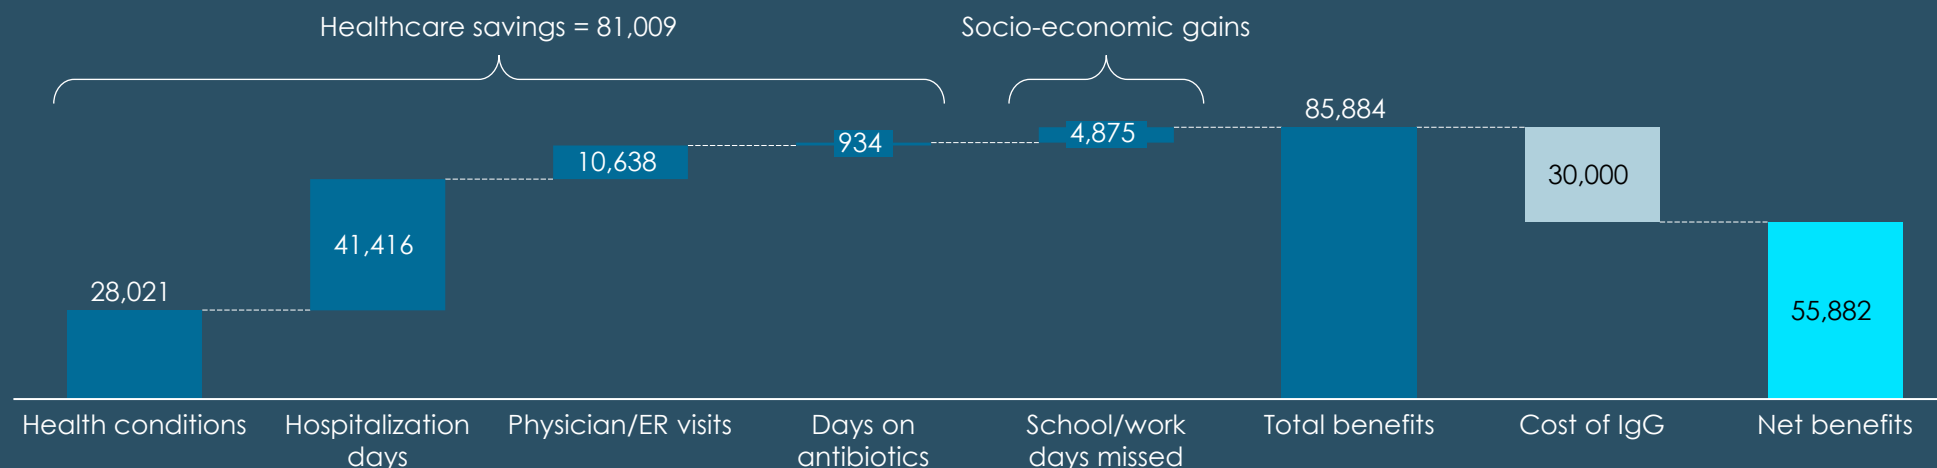 Healthcare savings = 81,009
Socio-economic gains
28,021
41,416
10,638
934
4,875
85,884
30,000
55,882
Health conditions
Hospitalization
days
Physician/ER visits
Days on
antibiotics
School/work
days missed
Total benefits
Cost of IgG
Net benefits